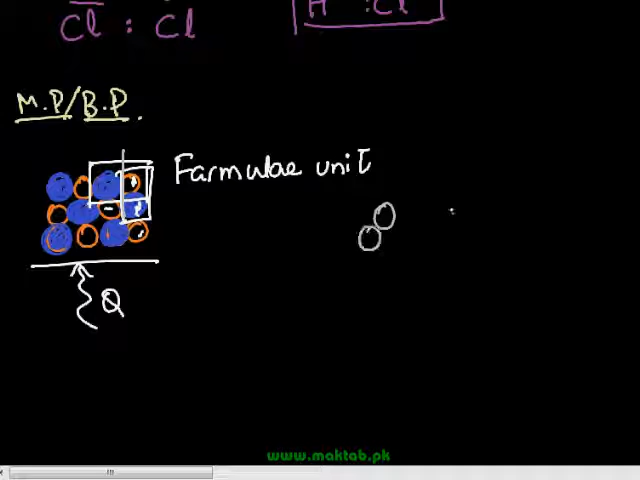 H :Cl
Cl : Cl
M.P/B.P.
Farmulae unit
Q
www.maktab.pk